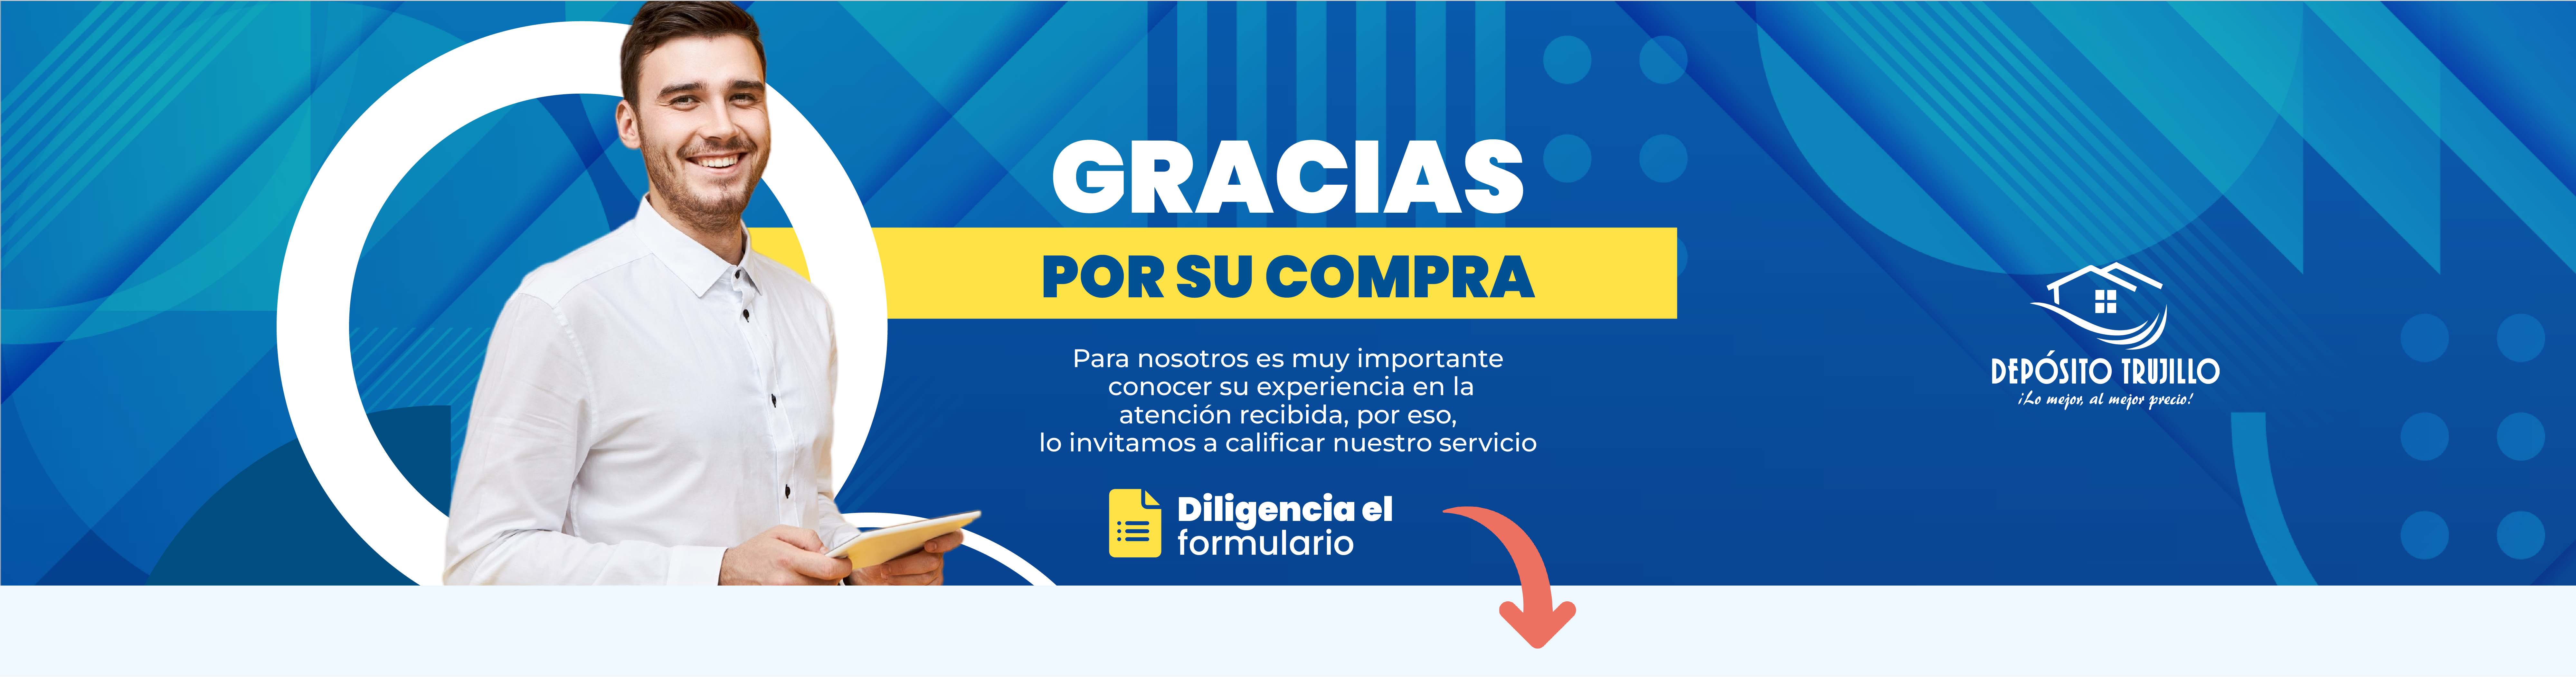 GRACIAS
POR SU COMPRA
Para nosotros es muy importante
conocer su experiencia en la
atención recibida, por eso,
lo invitamos a calificar nuestro servicio
Diligencia el
formulario
DEPÓSITO TRUJILLO
¡Lo mejor, al mejor precio!